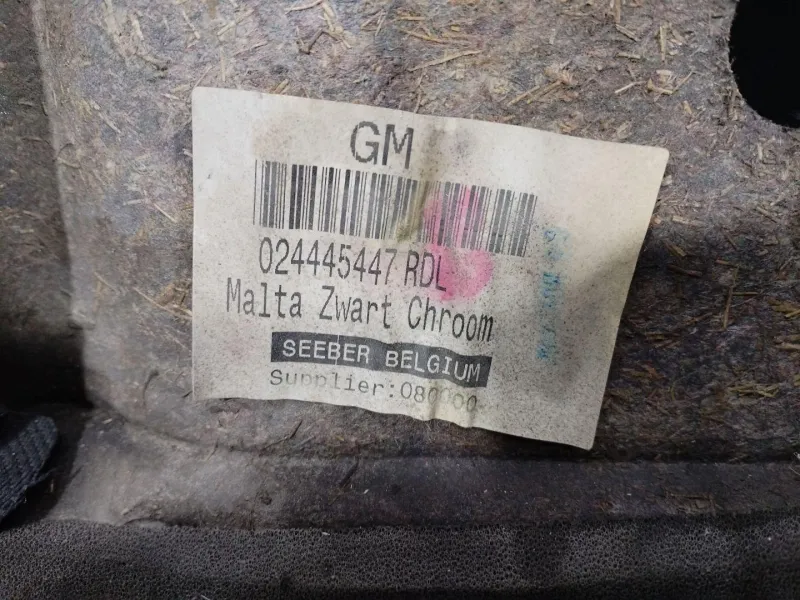 GM
024445447 RDL
Malta Zwart Chroom
SEEBER BELGIUM
Supplier:080000